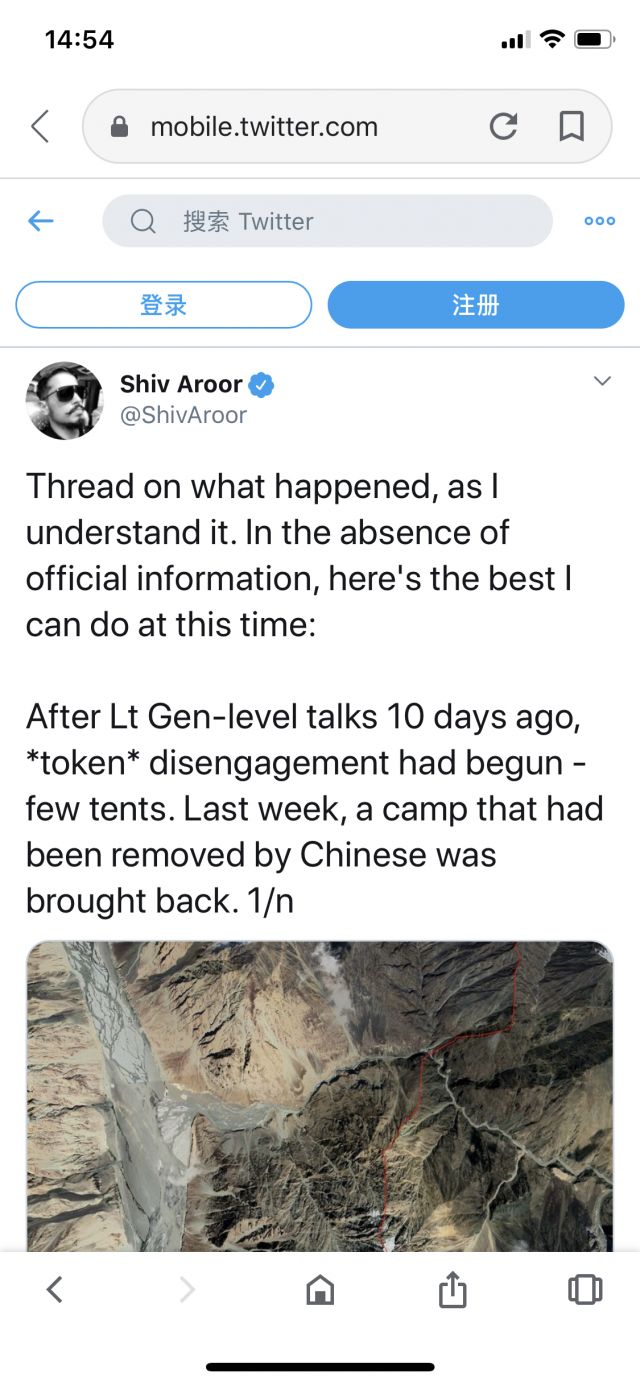 14:54
mobile.twitter.com
搜索 Twitter
登录
注册
Shiv Aroor
@ShivAroor
Thread on what happened, as I
understand it. In the absence of
official information, here's the best I
can do at this time:
After Lt Gen-level talks 10 days ago,
*token* disengagement had begun -
few tents. Last week, a camp that had
been removed by Chinese was
brought back. 1/n